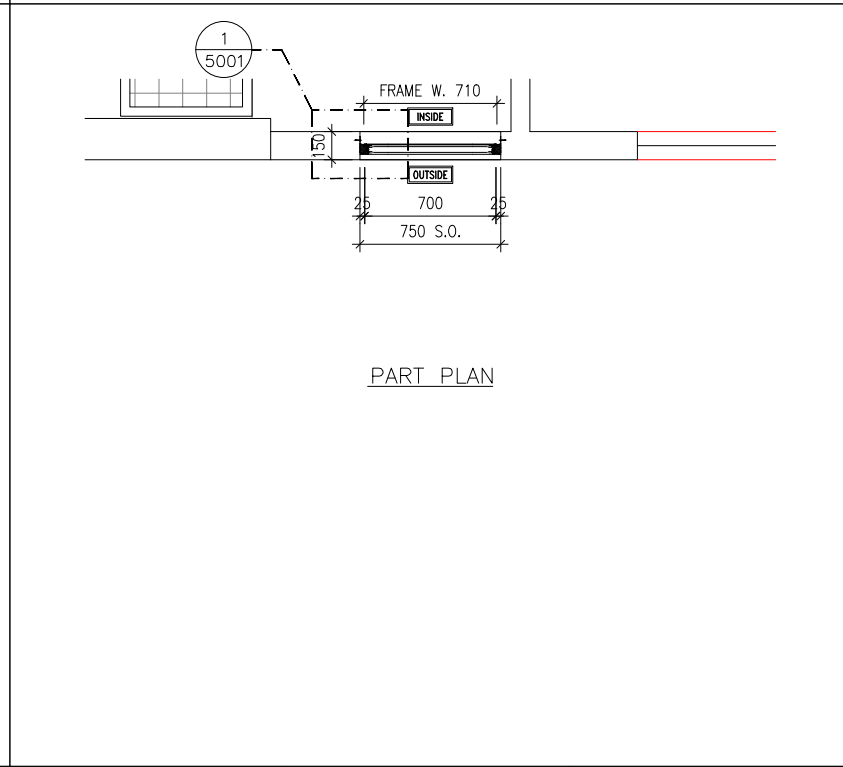 1
5001
FRAME W. 710
INSIDE
150
OUTSIDE
25 700 25
750 S.O.
PART PLAN